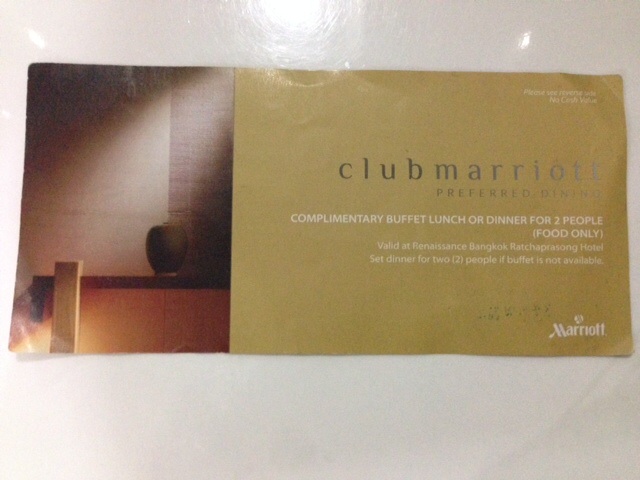 Please see reverse side
No Cash Value
clubmarriott
PREFERRED DINING
COMPLIMENTARY BUFFET LUNCH OR DINNER FOR 2 PEOPLE
(FOOD ONLY)
Valid at Renaissance Bangkok Ratchaprasong Hotel
Set dinner for two (2) people if buffet is not available.
Marriott